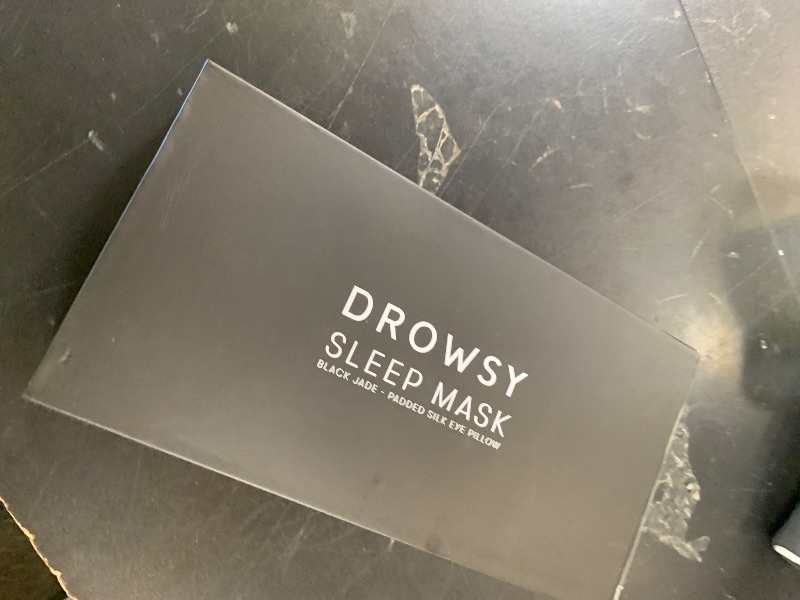 DROWSY
SLEEP MASK
BLACK JADE - PADDED SILK EYE PILLOW